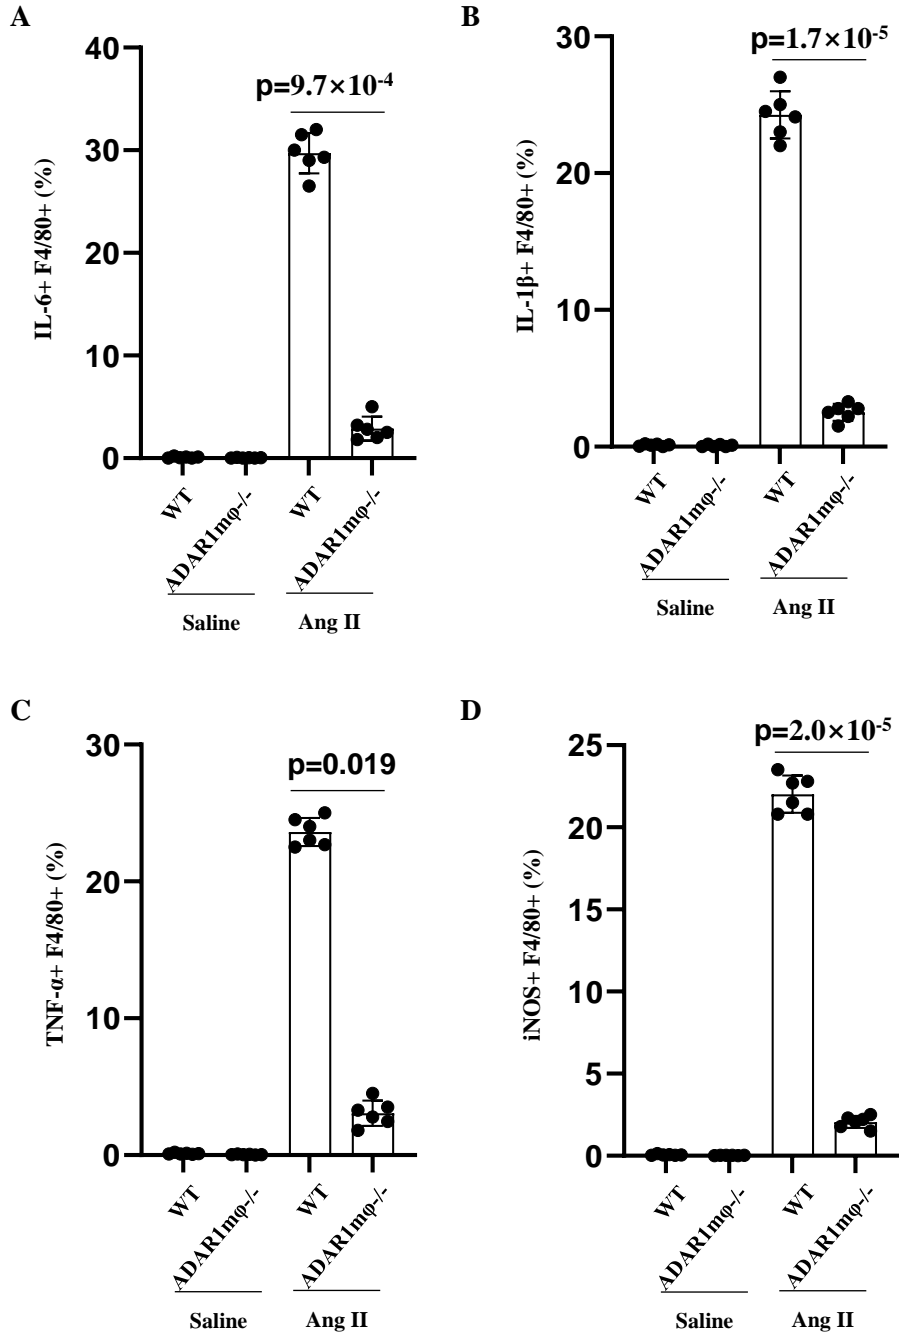 A
p=9.7×10-4
IL-6+ F4/80+ (%)
40
30
20
10
0
WT
ADAR1mφ-/-
WT
ADAR1mφ-/-
Saline
Ang II
B
p=1.7×10-5
IL-1β+ F4/80+ (%)
30
20
10
0
WT
ADAR1mφ-/-
WT
ADAR1mφ-/-
Saline
Ang II
C
p=0.019
TNF-α+ F4/80+ (%)
30
20
10
0
WT
ADAR1mφ-/-
WT
ADAR1mφ-/-
Saline
Ang II
D
p=2.0×10-5
iNOS+ F4/80+ (%)
25
20
15
10
5
0
WT
ADAR1mφ-/-
WT
ADAR1mφ-/-
Saline
Ang II